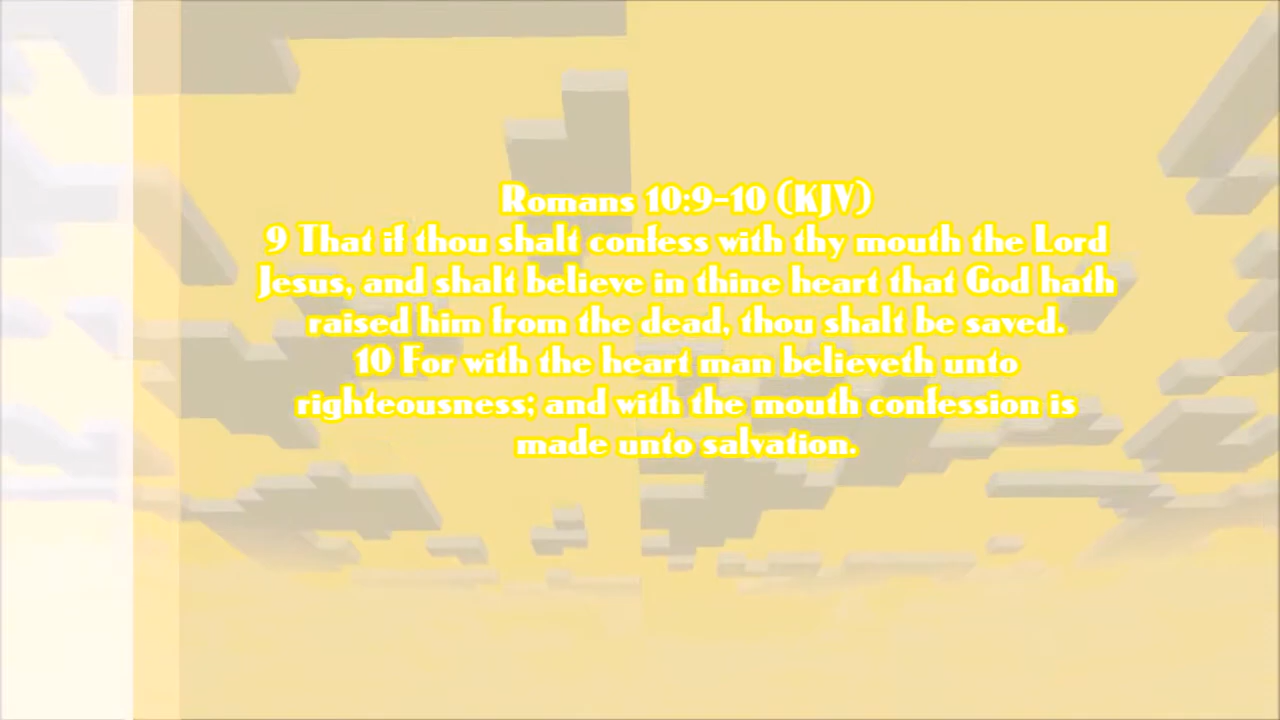 Romans 10:9-10 (KJV)
9 That if thou shalt confess with thy mouth the Lord
Jesus, and shalt believe in thine heart that God hath
raised him from the dead, thou shalt be saved.
10 For with the heart man believeth unto
righteousness; and with the mouth confession is
made unto salvation.